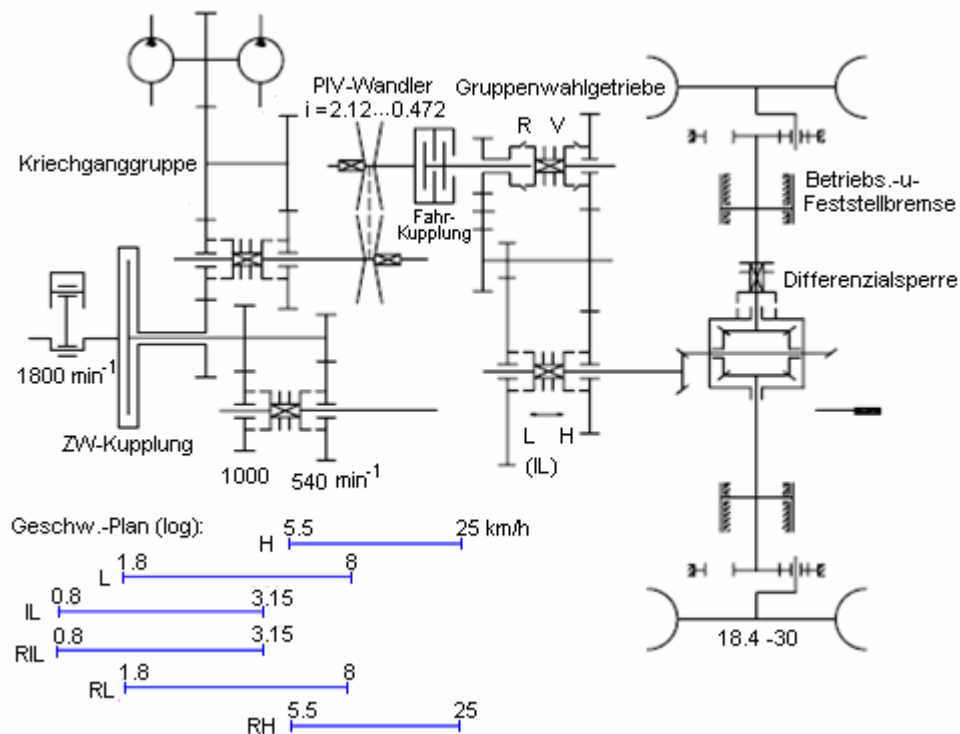 PIV-Wandler
i = 2.12...0.472
Gruppenwahlgetriebe
R V
Kriechganggruppe
Fahr-
Kupplung
Betriebs.-u-
Feststellbremse
Differenzialsperre
1800 min-1
ZW-Kupplung
1000 540 min-1
L H
(IL)
18.4 -30
Geschw.-Plan (log):
H 5.5 25 km/h
L 1.8 8
IL 0.8 3.15
RIL 0.8 3.15
RL 1.8 8
RH 5.5 25